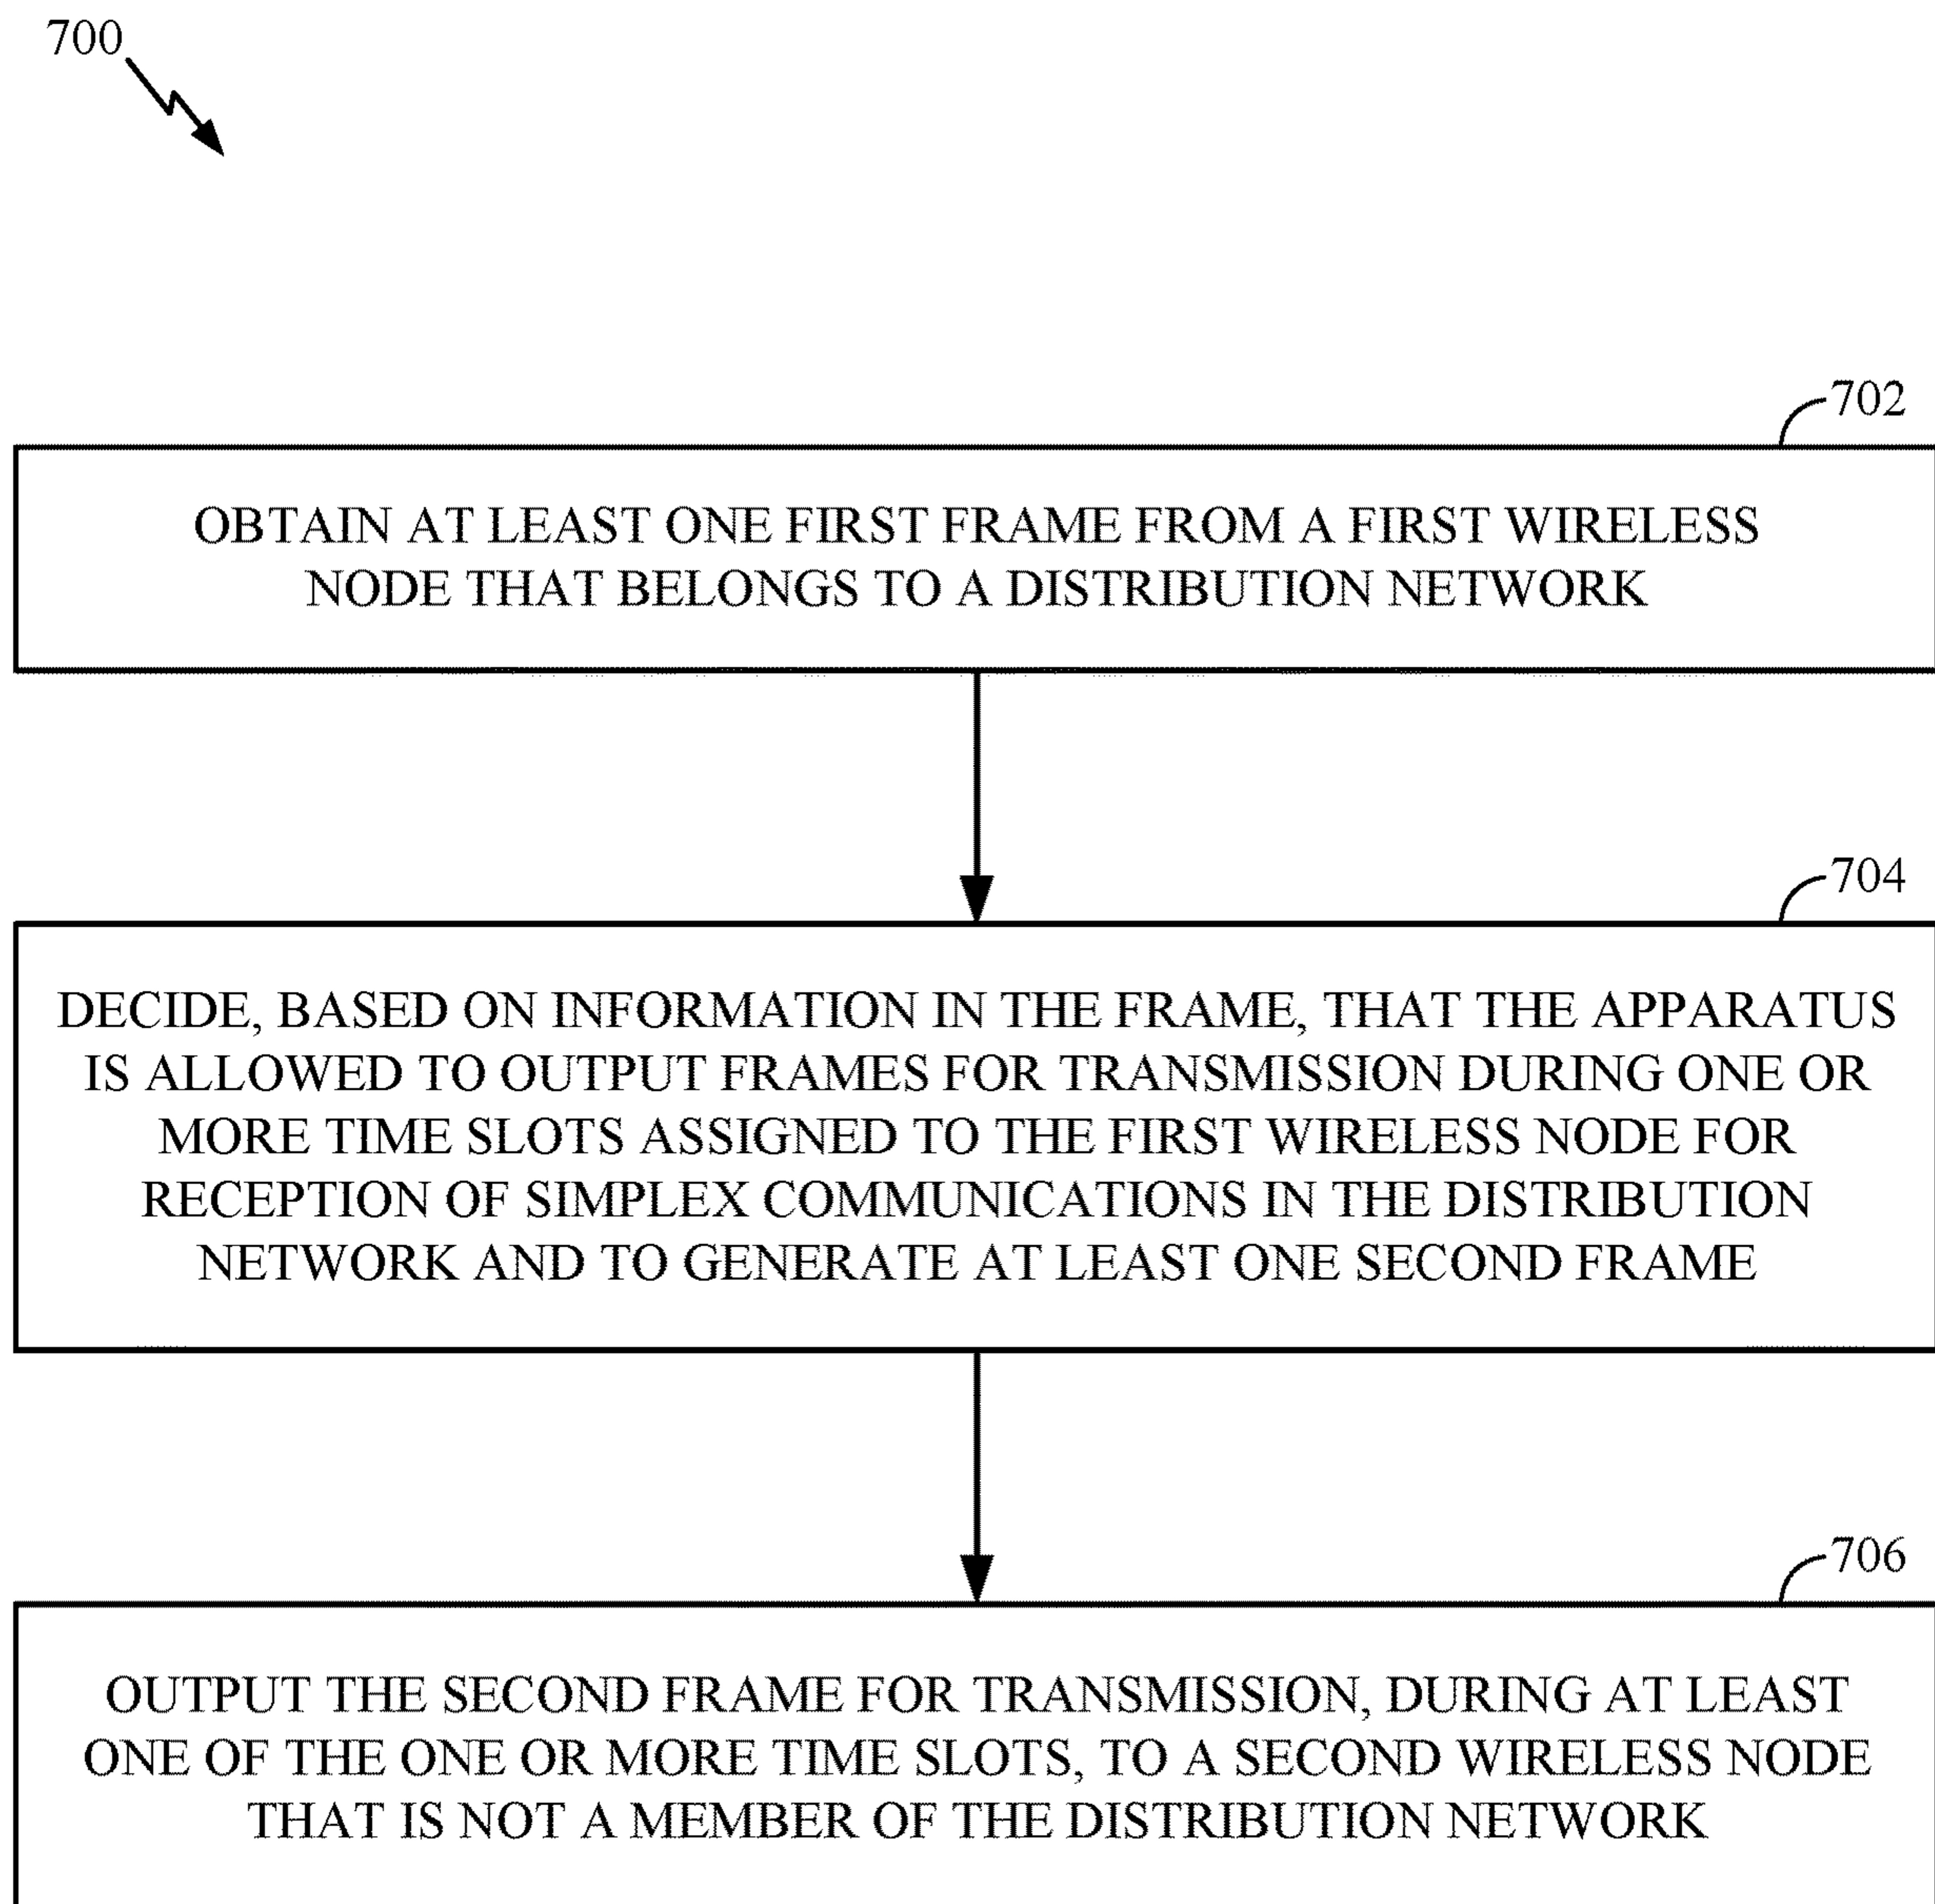 700
702
OBTAIN AT LEAST ONE FIRST FRAME FROM A FIRST WIRELESS
NODE THAT BELONGS TO A DISTRIBUTION NETWORK
704
DECIDE, BASED ON INFORMATION IN THE FRAME, THAT THE APPARATUS
IS ALLOWED TO OUTPUT FRAMES FOR TRANSMISSION DURING ONE OR
MORE TIME SLOTS ASSIGNED TO THE FIRST WIRELESS NODE FOR
RECEPTION OF SIMPLEX COMMUNICATIONS IN THE DISTRIBUTION
NETWORK AND TO GENERATE AT LEAST ONE SECOND FRAME
706
OUTPUT THE SECOND FRAME FOR TRANSMISSION, DURING AT LEAST
ONE OF THE ONE OR MORE TIME SLOTS, TO A SECOND WIRELESS NODE
THAT IS NOT A MEMBER OF THE DISTRIBUTION NETWORK